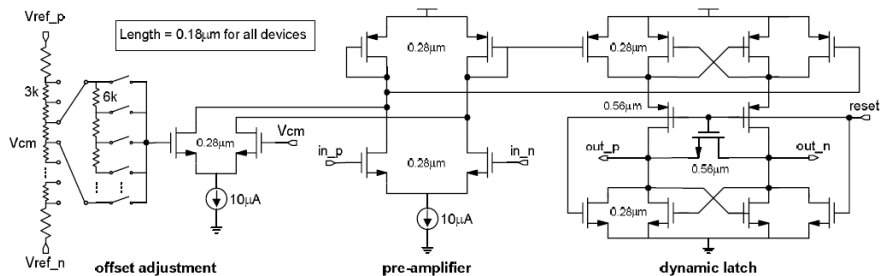 Vref_p
Length = 0.18µm for all devices
3k
6k
Vcm
Vref_n
0.28µm
Vcm
10µA
offset adjustment
0.28µm
in_p
in_n
0.28µm
10µA
pre-amplifier
0.28µm
0.56µm
reset
out_p
out_n
0.56µm
0.28µm
dynamic latch